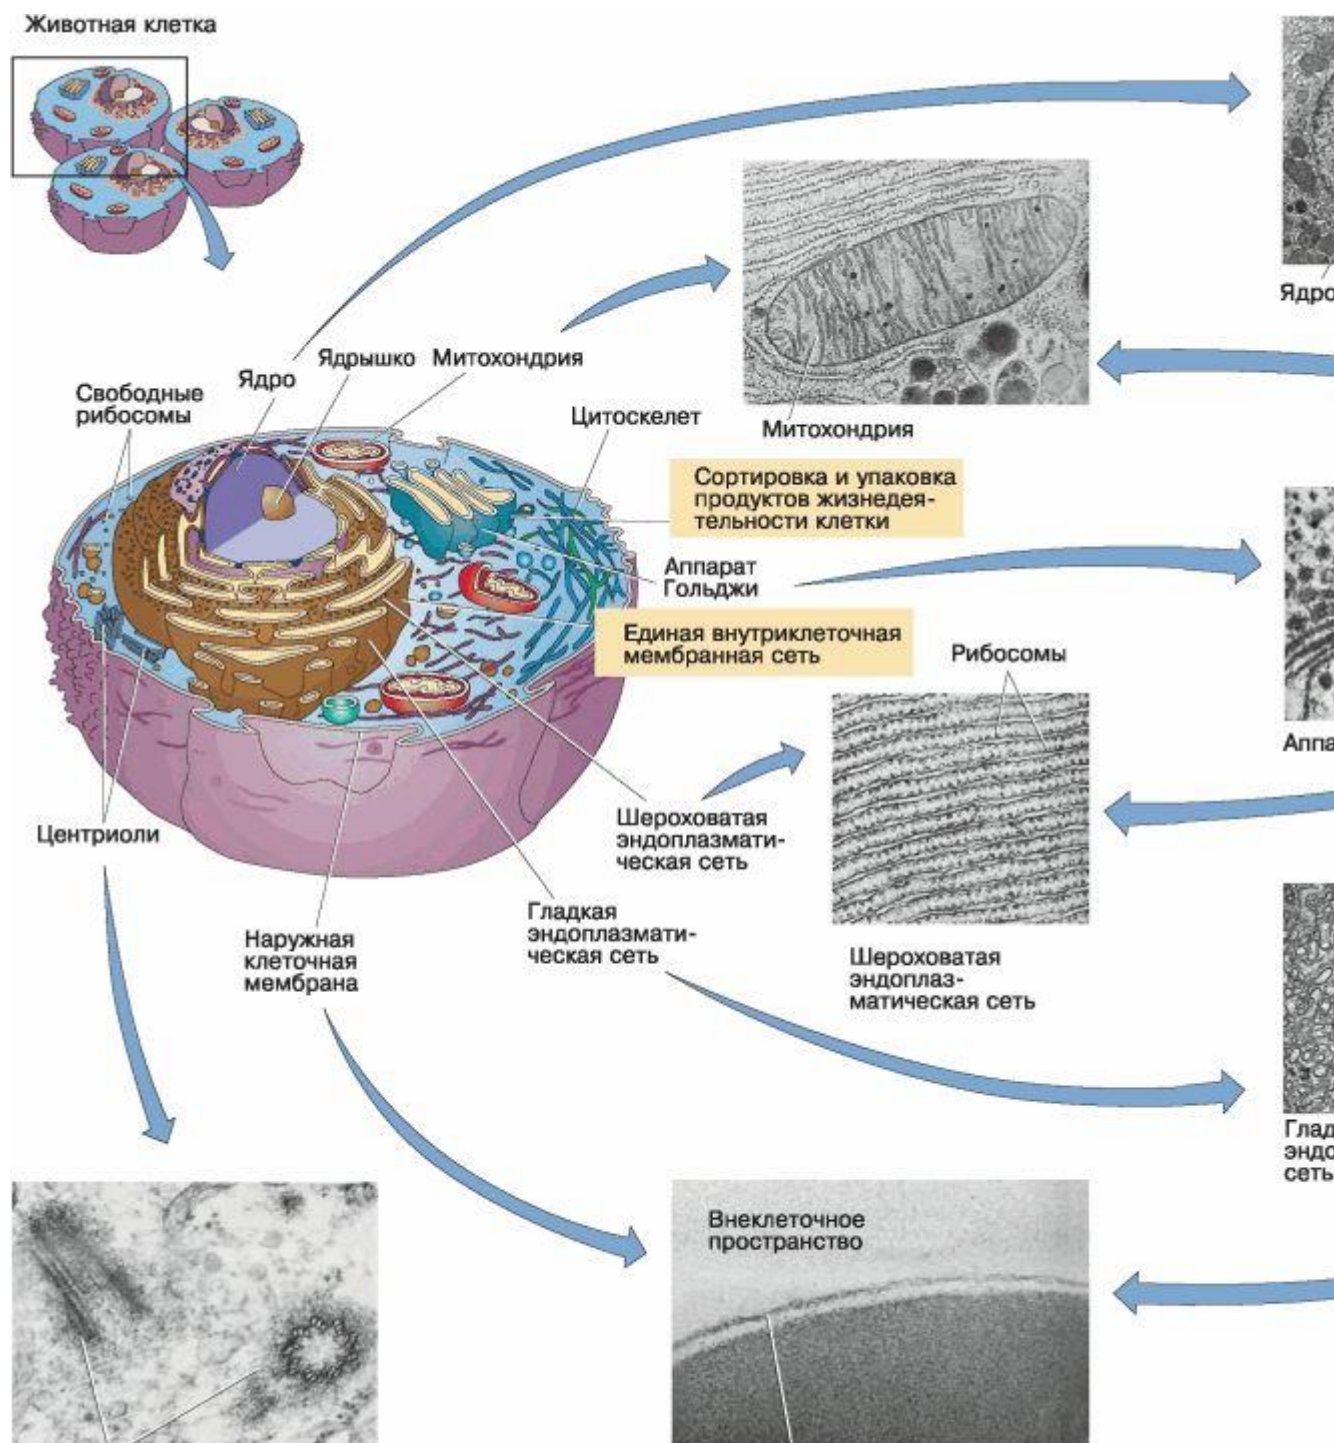 Животная клетка
Ядро
Ядрышко
Митохондрия
Ядро
Свободные
рибосомы
Цитоскелет
Митохондрия
Сортировка и упаковка
продуктов жизнедея-
тельности клетки
Аппарат
Гольджи
Единая внутриклеточная
мембранная сеть
Рибосомы
Центриоли
Шероховатая
эндоплазмати-
ческая сеть
Гладкая
эндоплазмати-
ческая сеть
Наружная
клеточная
мембрана
Шероховатая
эндоплаз-
матическая сеть
сеть
Внеклеточное
пространство